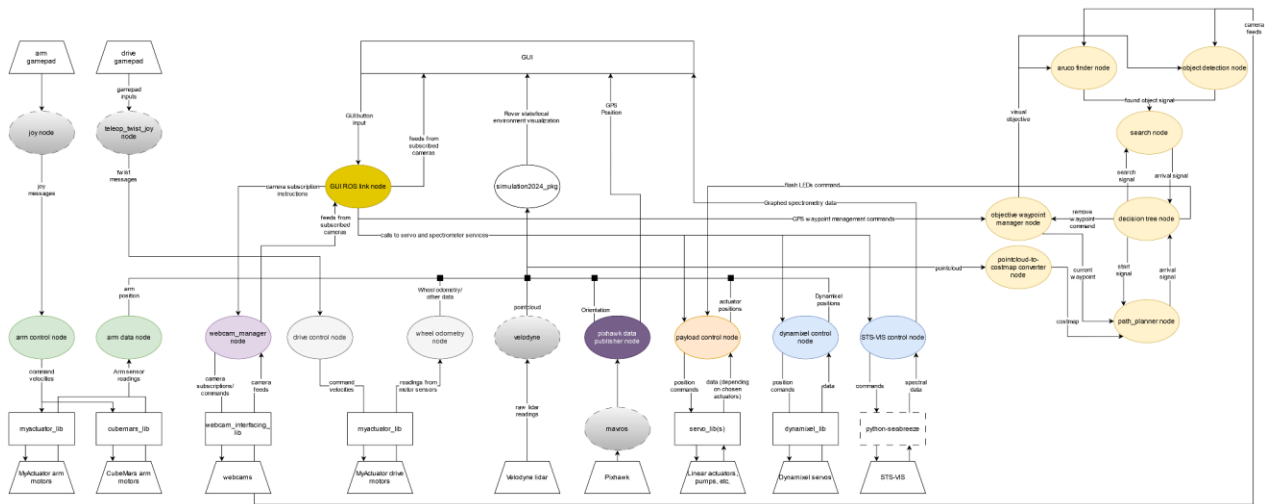 arm
gamepad
drive
gamepad
GUI
camera
feeds
aruco finder node
object detection node
gamepad
inputs
GUI button
input
feeds from
subscribed
cameras
Rover state/local
environment visualization
GPS
Position
visual
objective
found object signal
joy node
teleop_twist_joy
node
search node
joy
messages
twist
messages
camera subscription
instructions
GUI ROS link node
simulation2024_pkg
flash LEDs command
search
signal
arrival signal
feeds from
subscribed
cameras
Graphed spectrometry data
GPS waypoint management commands
objective waypoint
manager node
remove
waypoint
command
decision tree node
calls to servo and spectrometer services
pointcloud
pointcloud-to-
costmap converter
node
current
waypoint
start
signal
arrival
signal
arm
position
Wheel odometry/
other data
pointcloud
Orientation
actuator
positions
Dynamixel
positions
costmap
path_planner node
arm control node
arm data node
webcam_manager
node
drive control node
wheel odometry
node
velodyne
pixhawk data
publisher node
payload control node
dynamixel control
node
STS-VIS control
node
command
velocities
Arm sensor
readings
camera
subscriptions/
commands
camera
feeds
command
velocities
readings from
motor sensors
raw lidar
readings
position
commands
data (depending
on chosen
actuators)
position
comands
data
commands
spectral
data
myactuator_lib
cubemars_lib
webcam_interfacing_
lib
myactuator_lib
mavros
servo_lib(s)
dynamixel_lib
python-seabreeze
MyActuator arm
motors
CubeMars arm
motors
webcams
MyActuator drive
motors
Velodyne lidar
Pixhawk
Linear actuators,
pumps, etc,
Dynamixel servos
STS-VIS